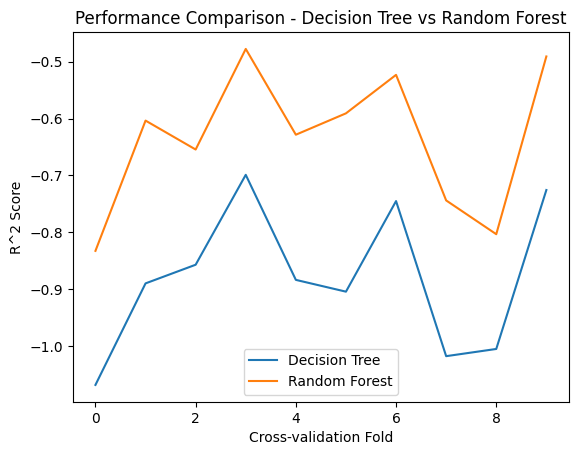 Performance Comparison - Decision Tree vs Random Forest
R^2 Score
−0.5
−0.6
−0.7
−0.8
−0.9
−1.0
Decision Tree
Random Forest
0 2 4 6 8
Cross-validation Fold